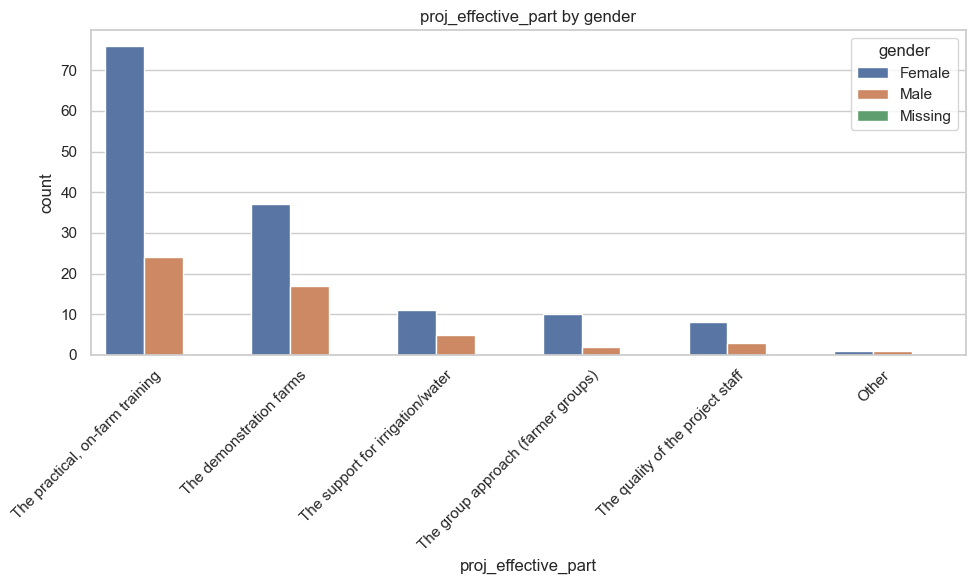 proj_effective_part by gender
gender
Female
Male
Missing
count
70
60
50
40
30
20
10
0
The practical, on-farm training
The demonstration farms
The support for irrigation/water
The group approach (farmer groups)
The quality of the project staff
Other
proj_effective_part